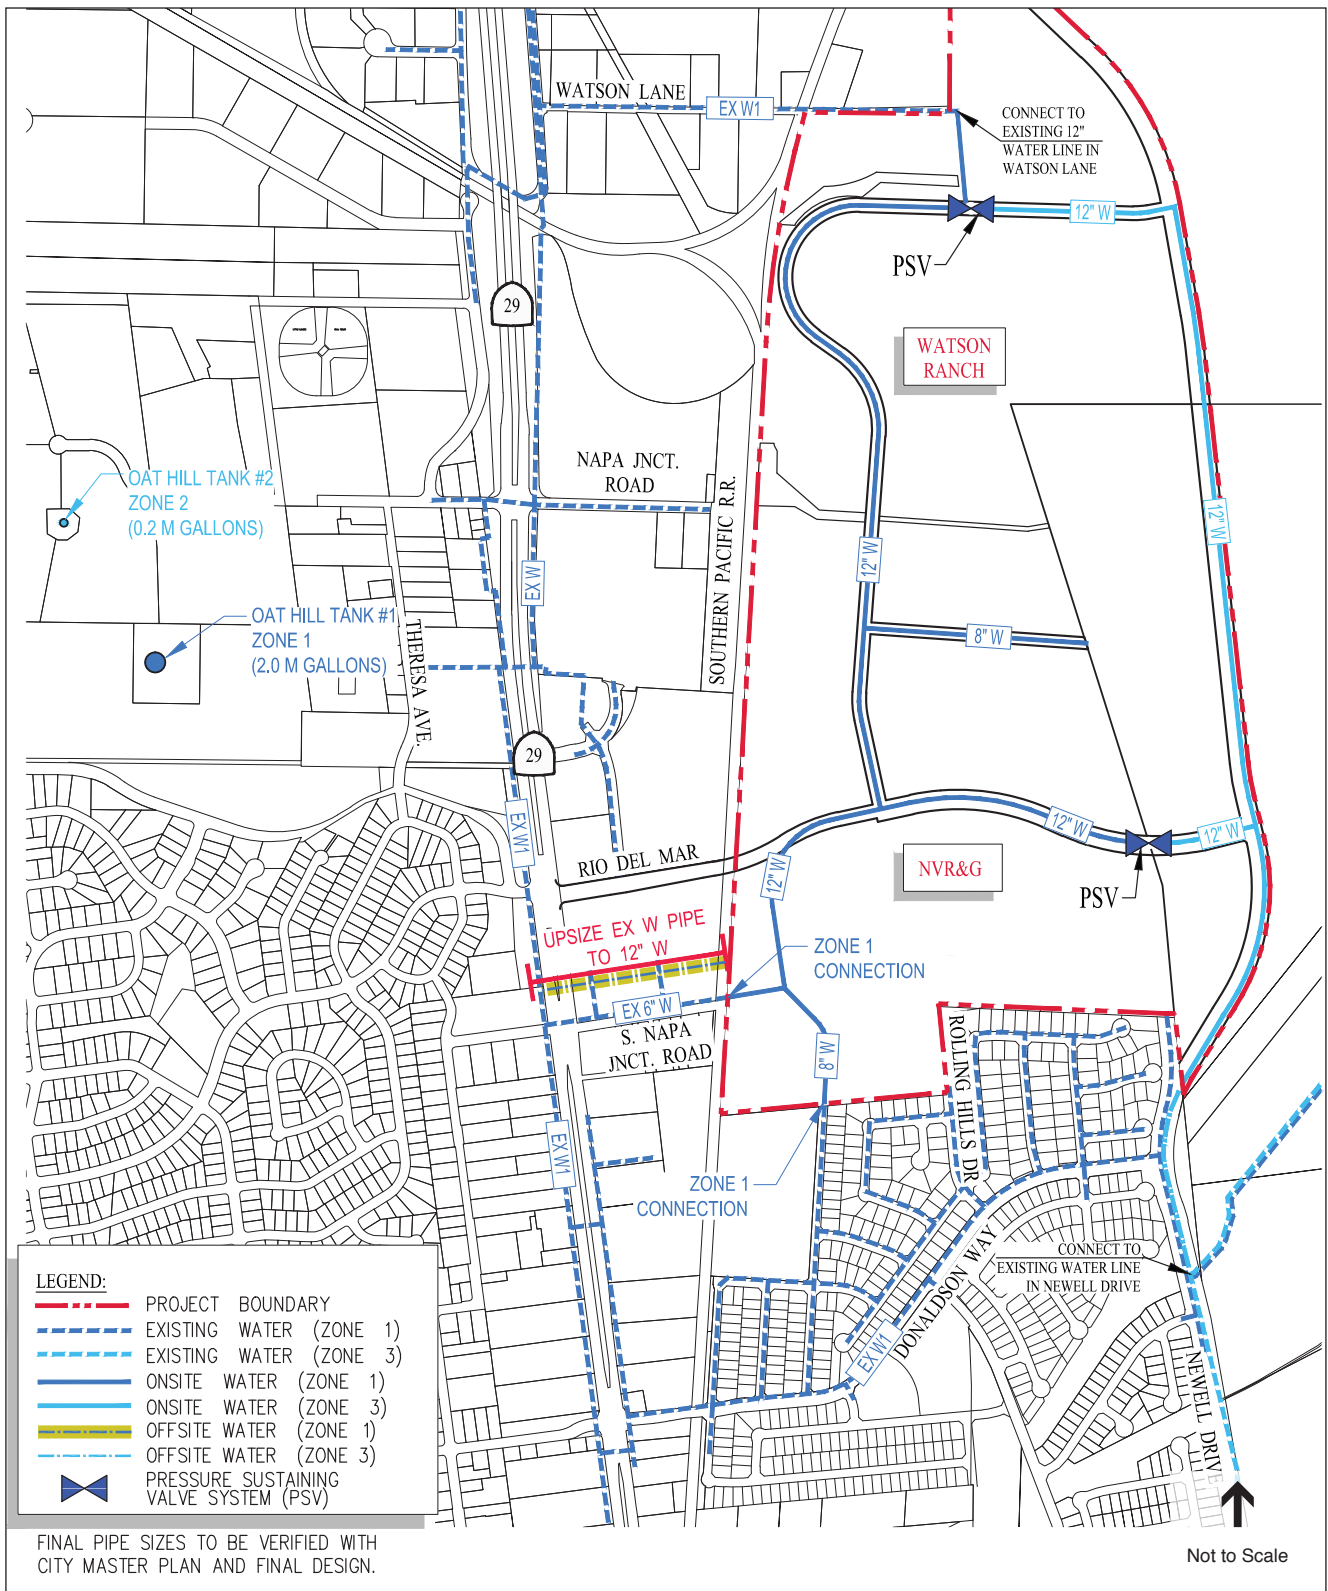 WATSON LANE
EX W1
CONNECT TO
EXISTING 12"
WATER LINE IN
WATSON LANE
12" W
PSV
29
WATSON
RANCH
NAPA JNCT.
ROAD
OAT HILL TANK #2
ZONE 2
(0.2 M GALLONS)
SOUTHERN PACIFIC R.R.
12" W
EX W
12" W
OAT HILL TANK #1
ZONE 1
(2.0 M GALLONS)
THERESA AVE.
8" W
29
EX W1
RIO DEL MAR
12" W
12" W
12" W
NVR&G
PSV
UPSIZE EX W PIPE
TO 12" W
ZONE 1
CONNECTION
EX 6" W
S. NAPA
JNCT. ROAD
8" W
ROLLING HILLS DR
EX W1
ZONE 1
CONNECTION
DONALDSON WAY
CONNECT TO
EXISTING WATER LINE
IN NEWELL DRIVE
EX W1
NEWELL DRIVE
LEGEND:
PROJECT BOUNDARY
EXISTING WATER (ZONE 1)
EXISTING WATER (ZONE 3)
ONSITE WATER (ZONE 1)
ONSITE WATER (ZONE 3)
OFFSITE WATER (ZONE 1)
OFFSITE WATER (ZONE 3)
PRESSURE SUSTAINING
VALVE SYSTEM (PSV)
FINAL PIPE SIZES TO BE VERIFIED WITH
CITY MASTER PLAN AND FINAL DESIGN.
Not to Scale